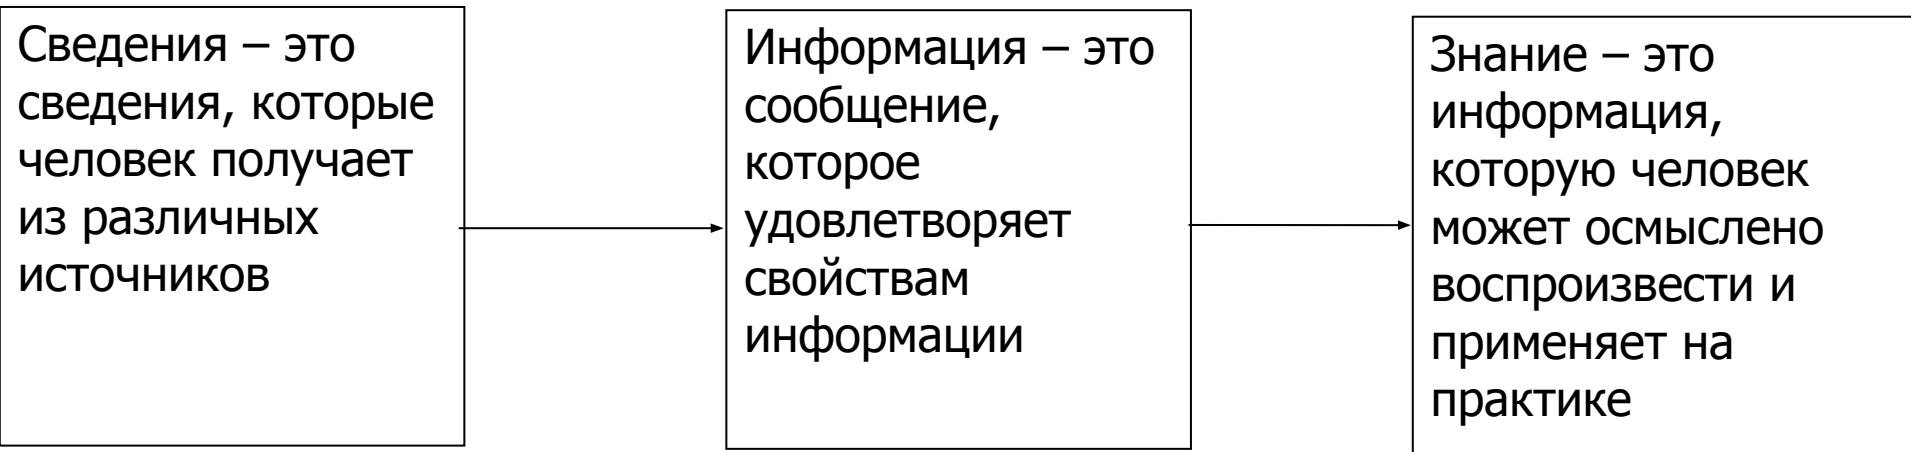 Сведения – это
сведения, которые
человек получает
из различных
источников
Информация – это
сообщение,
которое
удовлетворяет
свойствам
информации
Знание – это
информация,
которую человек
может осмыслено
воспроизвести и
применяет на
практике